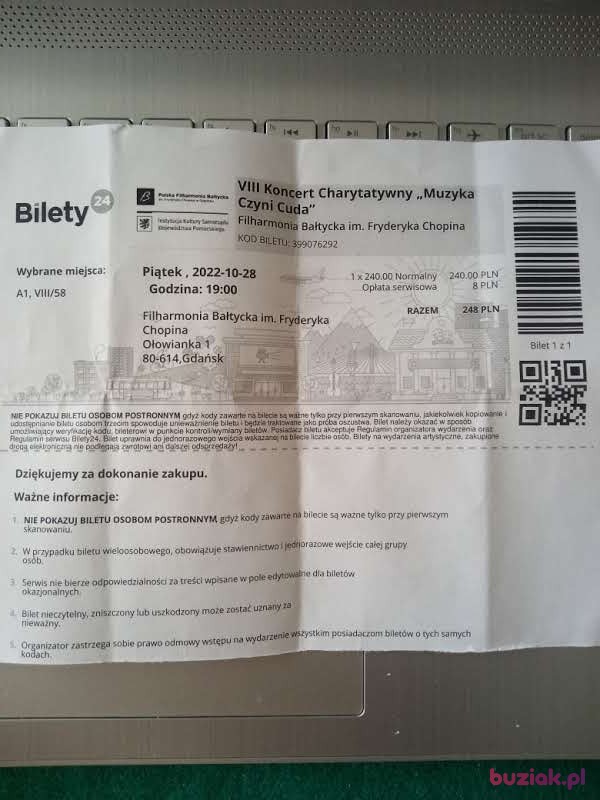 Bilety24
Polska Filharmonia Bałtycka
Instytucja Kultury Samorządu
Województwa Pomorskiego
VIII Koncert Charytatywny „Muzyka
Czyni Cuda”
Filharmonia Bałtycka im. Fryderyka Chopina
KOD BILETU: 399076292
Wybrane miejsca:
A1, VIII/58
Piątek , 2022-10-28
Godzina: 19:00
Filharmonia Bałtycka im. Fryderyka
Chopina
Ołowianka 1
80-614,Gdańsk
1 x 240.00 Normalny 240.00 PLN
Opłata serwisowa 8 PLN
RAZEM 248 PLN
Bilet 1 z 1
NIE POKAZUJ BILETU OSOBOM POSTRONNYM gdyż kody zawarte na bilecie są ważne tylko przy pierwszym skanowaniu, jakiekolwiek kopiowanie i
udostępnianie biletu osobom trzecim spowoduje unieważnienie biletu i będzie traktowane jako próba oszustwa. Bilet należy okazać w sposób
umożliwiający weryfikację kodu, bileterowi w punkcie kontroli/wymiany biletów. Posiadacz biletu akceptuje Regulamin organizatora wydarzenia oraz
Regulamin serwisu Bilety24. Bilet uprawnia do jednorazowego wejścia wskazanej na bilecie liczbie osób. Bilety na wydarzenia artystyczne, zakupione
drogą elektroniczną nie podlegają zwrotowi ani dalszej odsprzedaży!
Dziękujemy za dokonanie zakupu.
Ważne informacje:
1. NIE POKAZUJ BILETU OSOBOM POSTRONNYM, gdyż kody zawarte na bilecie są ważne tylko przy pierwszym
skanowaniu.
2. W przypadku biletu wieloosobowego, obowiązuje stawiennictwo i jednorazowe wejście całej grupy
osób.
3. Serwis nie bierze odpowiedzialności za treści wpisane w pole edytowalne dla biletów
okazjonalnych.
4. Bilet nieczytelny, zniszczony lub uszkodzony może zostać uznany za
nieważny.
5. Organizator zastrzega sobie prawo odmowy wstępu na wydarzenie wszystkim posiadaczom biletów o tych samych
kodach.
buziak.pl